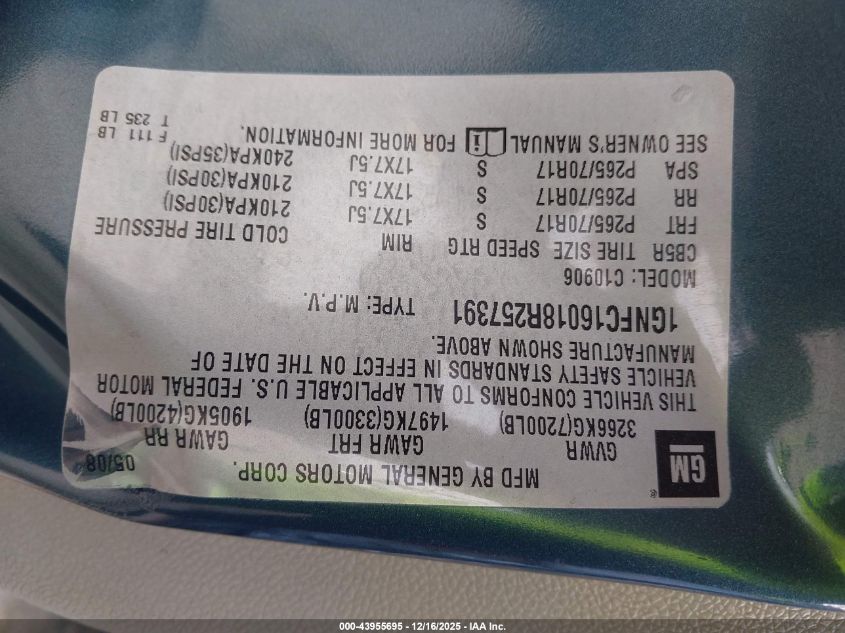 GM
®
MFD BY GENERAL MOTORS CORP. 05/08
GVWR GAWR FRT GAWR RR
3266KG(7200LB) 1497KG(3300LB) 1905KG(4200LB)
THIS VEHICLE CONFORMS TO ALL APPLICABLE U.S. FEDERAL MOTOR
VEHICLE SAFETY STANDARDS IN EFFECT ON THE DATE OF
MANUFACTURE SHOWN ABOVE.
1GNFC16018R257391 TYPE: M.P.V.
MODEL: C10906
CB5R TIRE SIZE SPEED RTG RIM COLD TIRE PRESSURE
FRT P265/70R17 S 17X7.5J 210KPA(30PSI)
RR P265/70R17 S 17X7.5J 210KPA(30PSI)
SPA P265/70R17 S 17X7.5J 240KPA(35PSI)
SEE OWNER'S MANUAL i FOR MORE INFORMATION. F 111 LB
T 235 LB
000-43955695 - 12/16/2025 - IAA Inc.